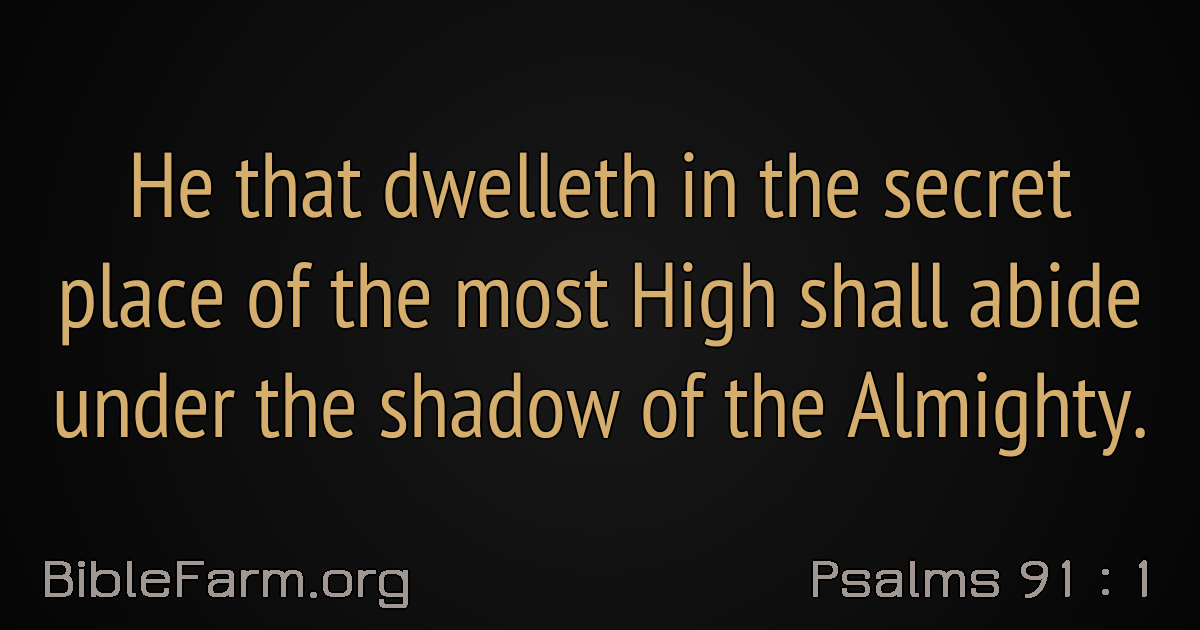 He that dwelleth in the secret
place of the most High shall abide
under the shadow of the Almighty.
BibleFarm.org
Psalms 91 : 1